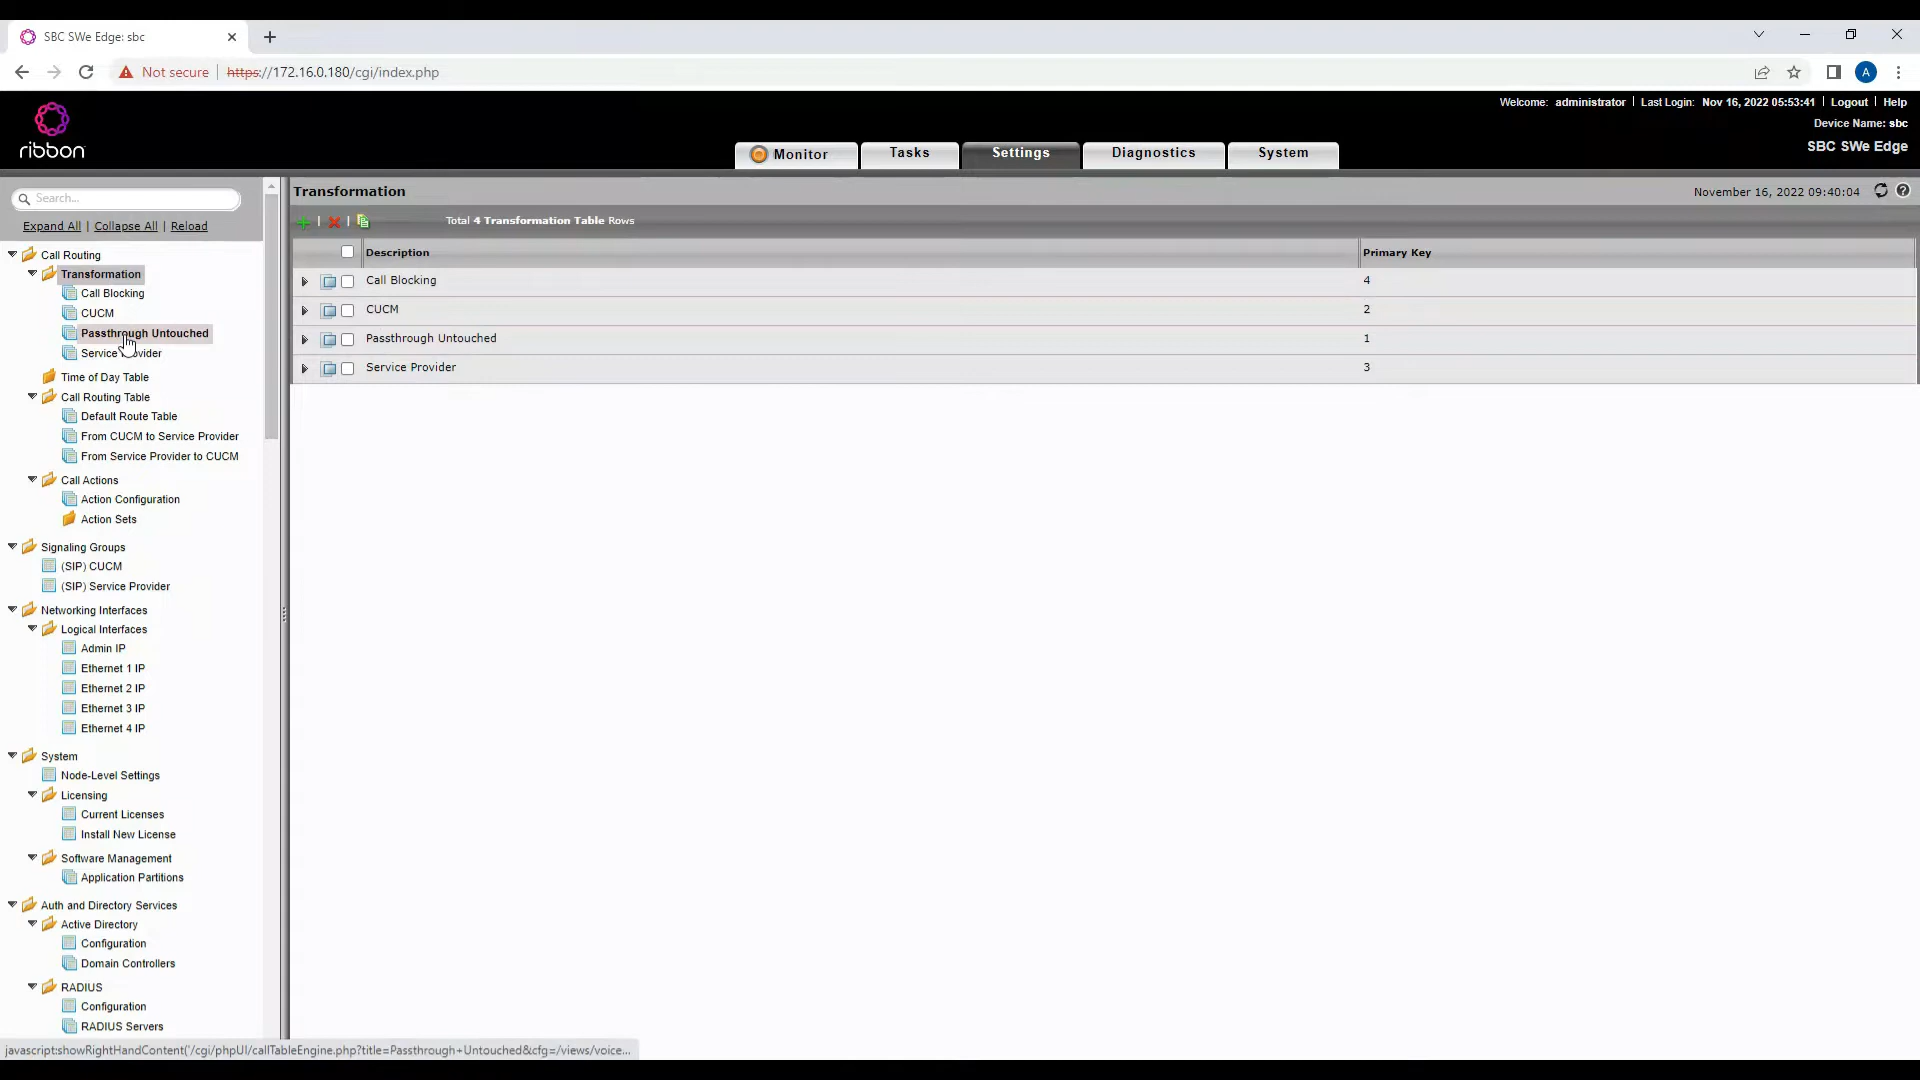 SBC SWe Edge: sbc
Not secure | https://172.16.0.180/cgi/index.php
A
Welcome: administrator | Last Login: Nov 16, 2022 05:53:41 | Logout | Help
Device Name: sbc
SBC SWe Edge
ribbon
Monitor Tasks Settings Diagnostics System
Search...
Expand All | Collapse All | Reload
Call Routing
Transformation
Call Blocking
CUCM
Passthrough Untouched
Service Provider
Time of Day Table
Call Routing Table
Default Route Table
From CUCM to Service Provider
From Service Provider to CUCM
Call Actions
Action Configuration
Action Sets
Signaling Groups
(SIP) CUCM
(SIP) Service Provider
Networking Interfaces
Logical Interfaces
Admin IP
Ethernet 1 IP
Ethernet 2 IP
Ethernet 3 IP
Ethernet 4 IP
System
Node-Level Settings
Licensing
Current Licenses
Install New License
Software Management
Application Partitions
Auth and Directory Services
Active Directory
Configuration
Domain Controllers
RADIUS
Configuration
RADIUS Servers
javascript:showRightHandContent('/cgi/phpUI/callTableEngine.php?title=Passthrough+Untouched&cfg=/views/voice...
Transformation
November 16, 2022 09:40:04
Total 4 Transformation Table Rows
Description Primary Key
Call Blocking 4
CUCM 2
Passthrough Untouched 1
Service Provider 3